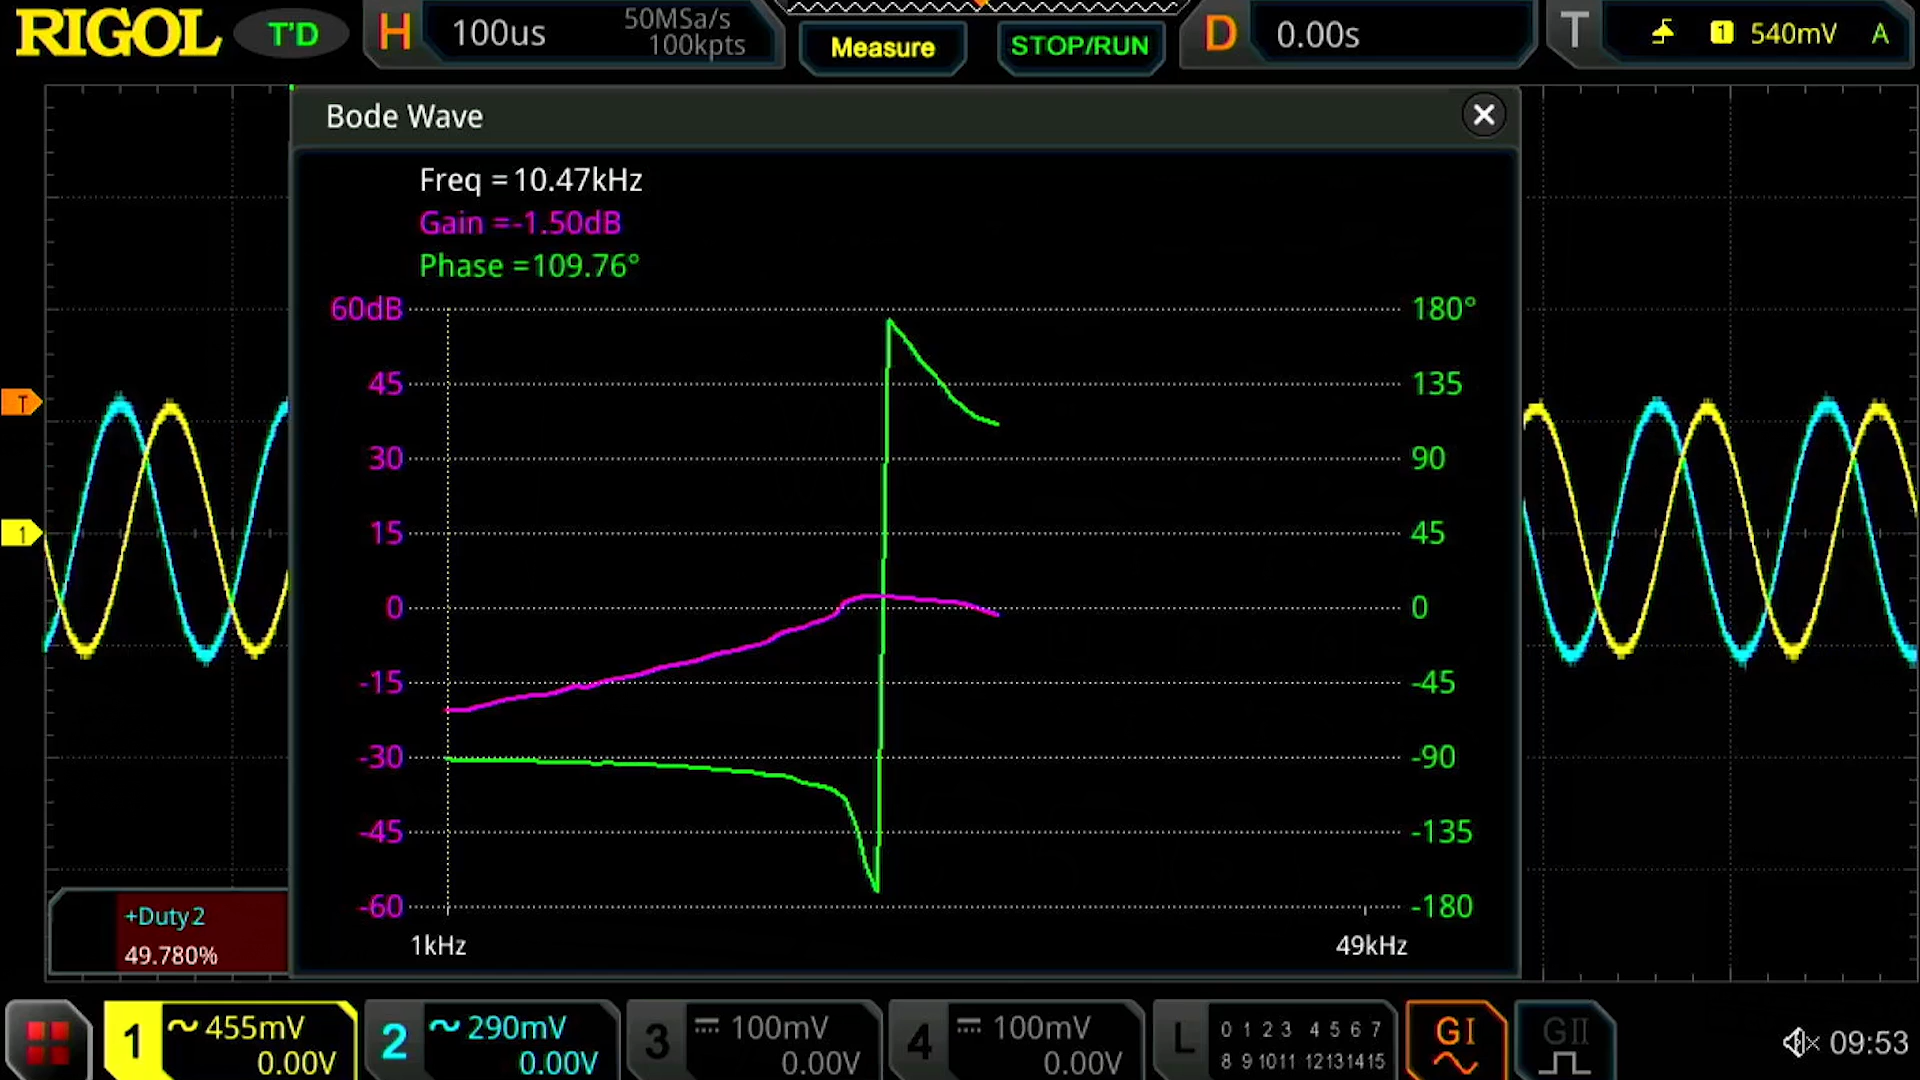 RIGOL T'D H 100us 50MSa/s 100kpts Measure STOP/RUN D 0.00s T 1 540mV A
Bode Wave
Freq =10.47kHz
Gain =-1.50dB
Phase =109.76°
60dB 180°
45 135
T
30 90
15 45
1
0 0
-15 -45
-30 -90
-45 -135
-60 -180
+Duty2
49.780%
1kHz 49kHz
1 455mV 0.00V
2 290mV 0.00V
3 100mV 0.00V
4 100mV 0.00V
L 0 1 2 3 4 5 6 7
8 9 10 11 12 13 14 15
GI
GII
09:53